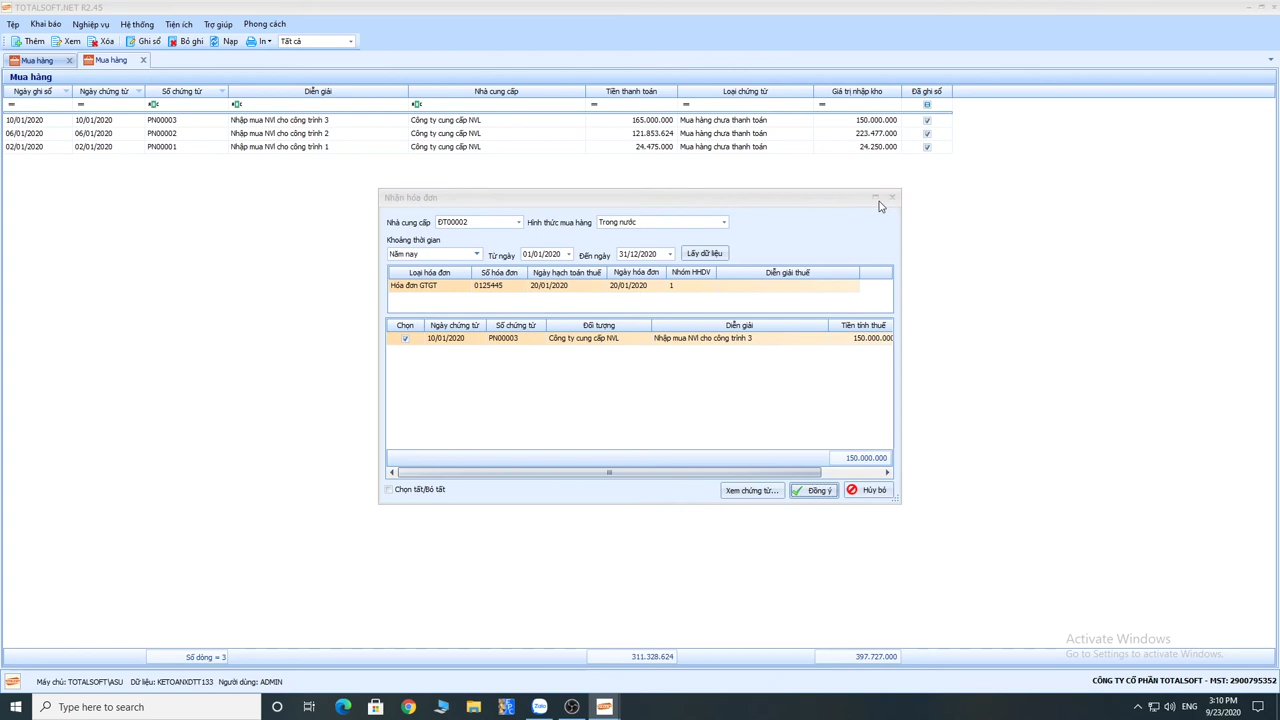 TOTALSOFT.NET R2.45
Tệp Khai báo Nghiệp vụ Hệ thống Tiện ích Trợ giúp Phong cách
Thêm Xem Xóa Ghi sổ Bỏ ghi Nạp In Tất cả
Mua hàng Mua hàng
Mua hàng
Ngày ghi sổ Ngày chứng từ Số chứng từ Diễn giải Nhà cung cấp Tiền thanh toán Loại chứng từ Giá trị nhập kho Đã ghi sổ
10/01/2020 10/01/2020 PN00003 Nhập mua NVl cho công trình 3 Công ty cung cấp NVL 165.000.000 Mua hàng chưa thanh toán 150.000.000
06/01/2020 06/01/2020 PN00002 Nhập mua NVl cho công trình 2 Công ty cung cấp NVL 121.853.624 Mua hàng chưa thanh toán 223.477.000
02/01/2020 02/01/2020 PN00001 Nhập mua NVl cho công trình 1 Công ty cung cấp NVL 24.475.000 Mua hàng chưa thanh toán 24.250.000
Nhận hóa đơn
Nhà cung cấp ĐT00002 Hình thức mua hàng Trong nước
Khoảng thời gian
Năm nay Từ ngày 01/01/2020 Đến ngày 31/12/2020 Lấy dữ liệu
Loại hóa đơn Số hóa đơn Ngày hạch toán thuế Ngày hóa đơn Nhóm HHDV Diễn giải thuế
Hóa đơn GTGT 0125445 20/01/2020 20/01/2020 1
Chọn Ngày chứng từ Số chứng từ Đối tượng Diễn giải Tiền tính thuế
10/01/2020 PN00003 Công ty cung cấp NVL Nhập mua NVl cho công trình 3 150.000.000
150.000.000
Chọn tất/Bỏ tất Xem chứng từ... Đồng ý Hủy bỏ
Activate Windows
Go to Settings to activate Windows.
Số dòng = 3 311.328.624 397.727.000
Máy chủ: TOTALSOFT\ASU Dữ liệu: KETOANXDTT133 Người dùng: ADMIN CÔNG TY CỔ PHẦN TOTALSOFT - MST: 2900795352
Type here to search ENG 3:10 PM
9/23/2020